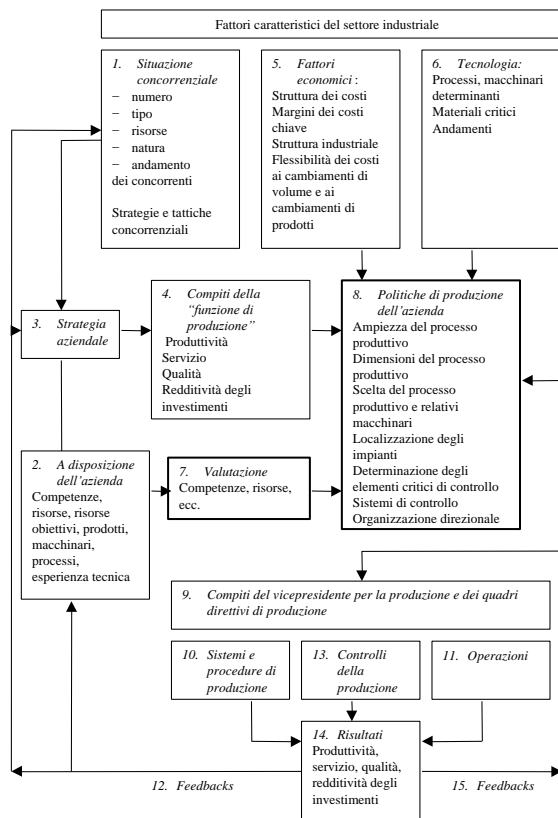 Fattori caratteristici del settore industriale
1. Situazione
concorrenziale
− numero
− tipo
− risorse
− natura
− andamento
dei concorrenti
Strategie e tattiche
concorrenziali
5. Fattori
economici :
Struttura dei costi
Margini dei costi
chiave
Struttura industriale
Flessibilità dei costi
ai cambiamenti di
volume e ai
cambiamenti di
prodotti
6. Tecnologia:
Processi, macchinari
determinanti
Materiali critici
Andamenti
3. Strategia
aziendale
4. Compiti della
“funzione di
produzione”
Produttività
Servizio
Qualità
Redditività degli
investimenti
8. Politiche di produzione
dell’azienda
Ampiezza del processo
produttivo
Dimensioni del processo
produttivo
Scelta del processo
produttivo e relativi
macchinari
Localizzazione degli
impianti
Determinazione degli
elementi critici di controllo
Sistemi di controllo
Organizzazione direzionale
2. A disposizione
dell’azienda
Competenze,
risorse, risorse
obiettivi, prodotti,
macchinari,
processi,
esperienza tecnica
7. Valutazione
Competenze, risorse,
ecc.
9. Compiti del vicepresidente per la produzione e dei quadri
direttivi di produzione
10. Sistemi e
procedure di
produzione
13. Controlli
della
produzione
11. Operazioni
14. Risultati
Produttività,
servizio, qualità,
redditività degli
investimenti
12. Feedbacks
15. Feedbacks